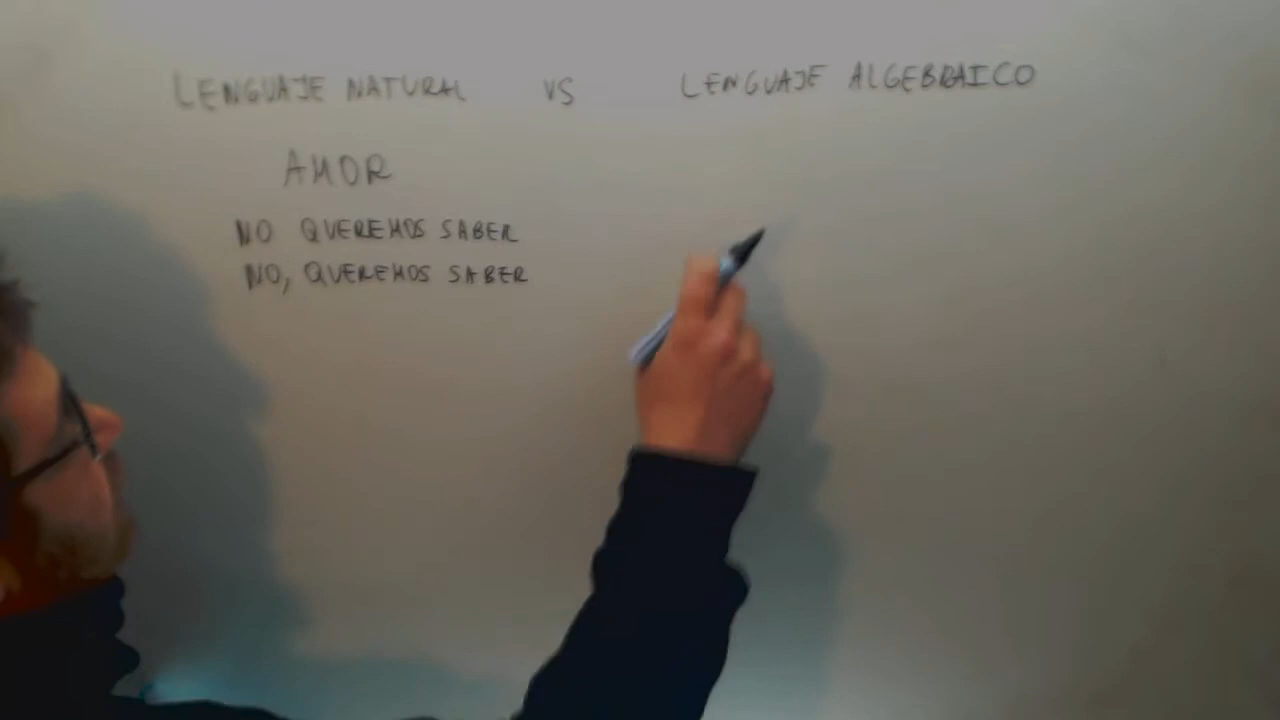 LENGUAJE NATURAL VS LENGUAJE ALGEBRAICO
AMOR
NO QUEREMOS SABER
NO, QUEREMOS SABER